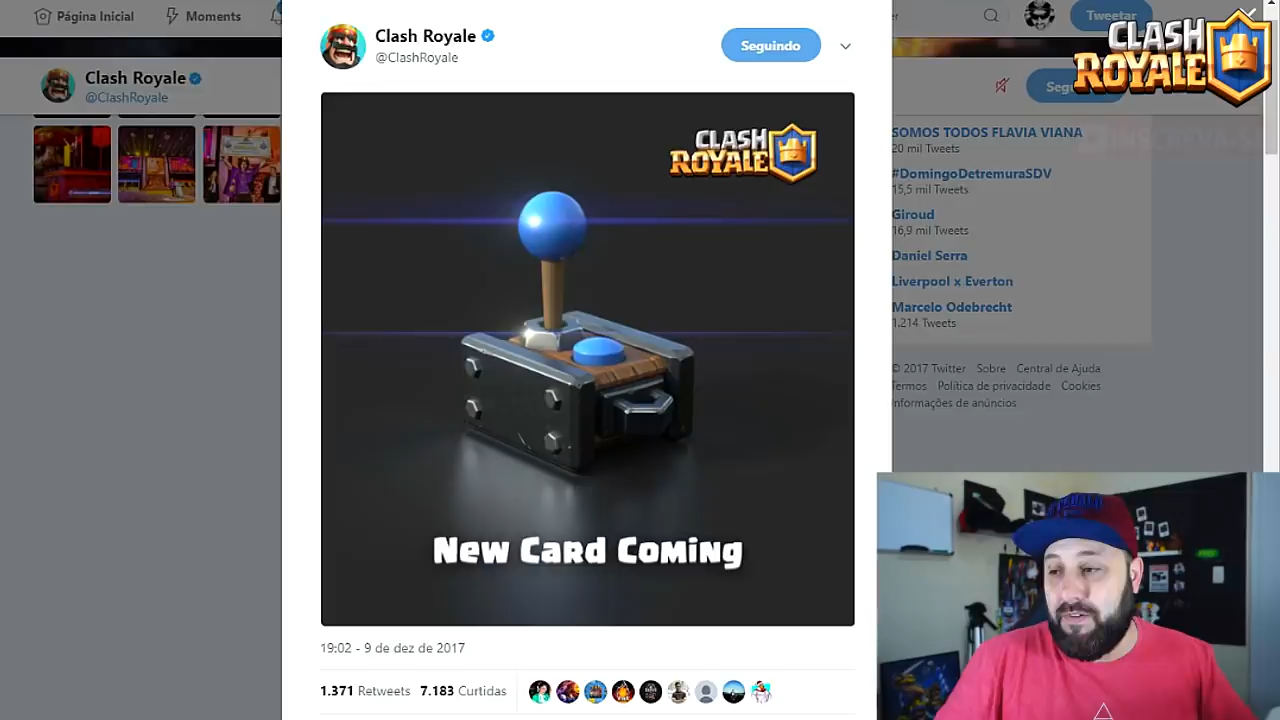 Página Inicial
Moments
Tweetar
CLASH
ROYALE
Clash Royale
@ClashRoyale
Seguindo
Clash Royale
@ClashRoyale
Segu
CLASH
ROYALE
New Card Coming
19:02 - 9 de dez de 2017
1.371 Retweets 7.183 Curtidas
SOMOS TODOS FLAVIA VIANA
20 mil Tweets
#DomingoDetremuraSDV
15,5 mil Tweets
Giroud
16,9 mil Tweets
Daniel Serra
Liverpool x Everton
Marcelo Odebrecht
1.214 Tweets
© 2017 Twitter Sobre Central de Ajuda
Termos Política de privacidade Cookies
Informações de anúncios